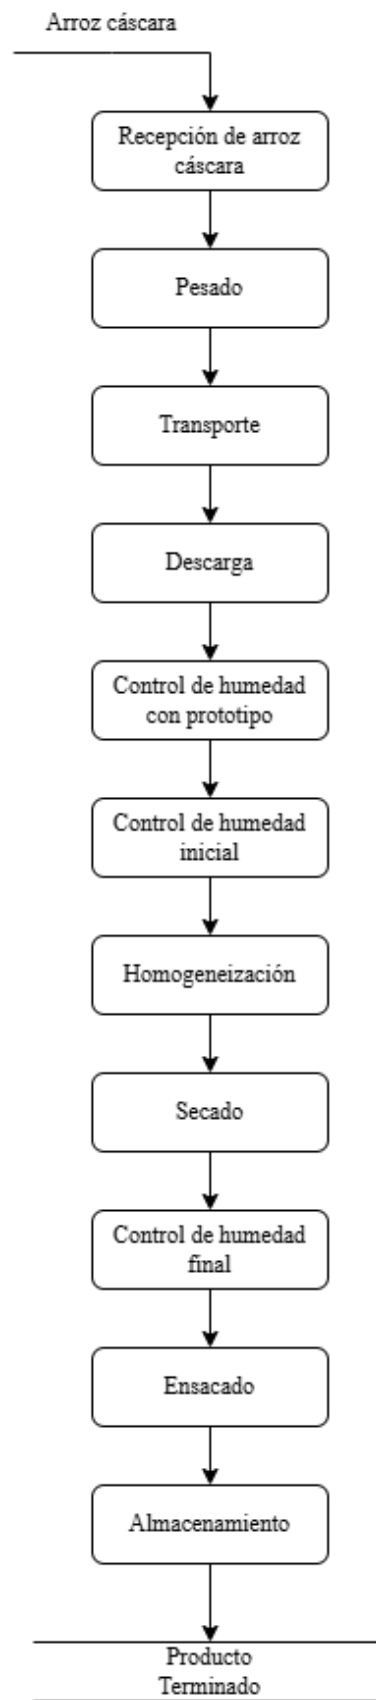 Arroz cáscara
Recepción de arroz
cáscara
Pesado
Transporte
Descarga
Control de humedad
con prototipo
Control de humedad
inicial
Homogeneización
Secado
Control de humedad
final
Ensacado
Almacenamiento
Producto
Terminado